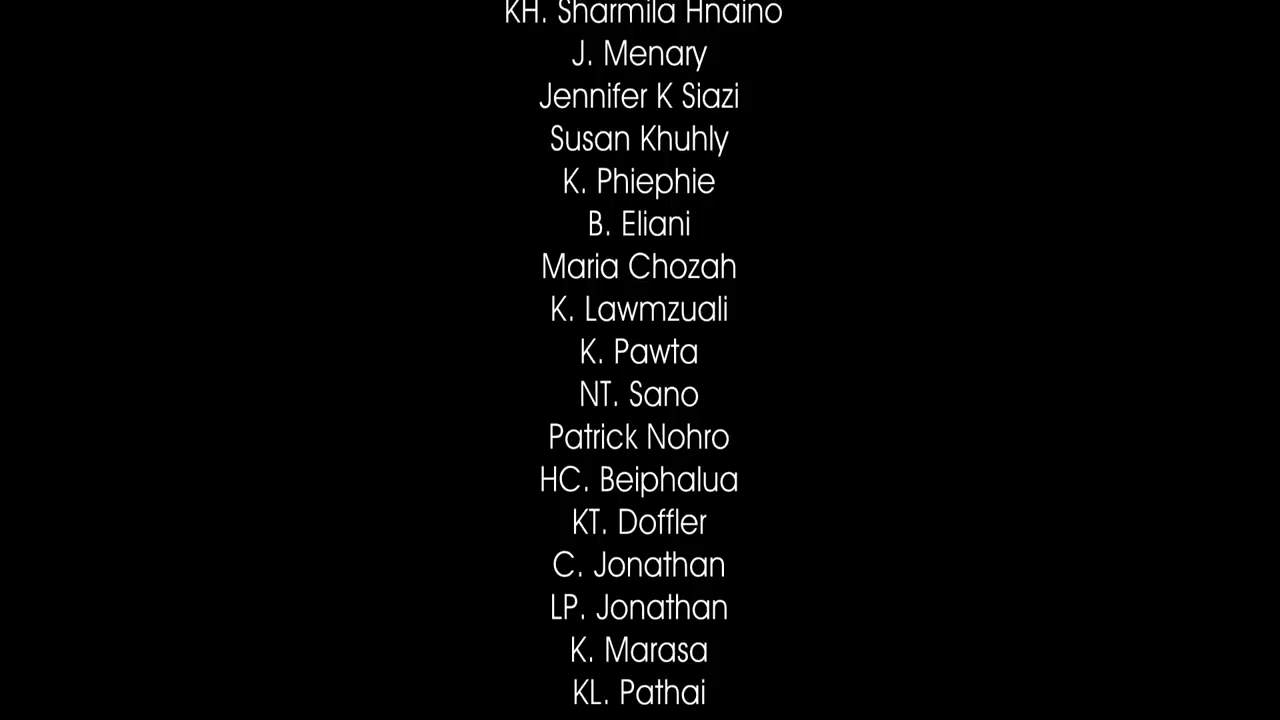 KH. Sharmila Hnaino
J. Menary
Jennifer K Siazi
Susan Khuhly
K. Phiephie
B. Eliani
Maria Chozah
K. Lawmzuali
K. Pawta
NT. Sano
Patrick Nohro
HC. Beiphalua
KT. Doffler
C. Jonathan
LP. Jonathan
K. Marasa
KL. Pathai